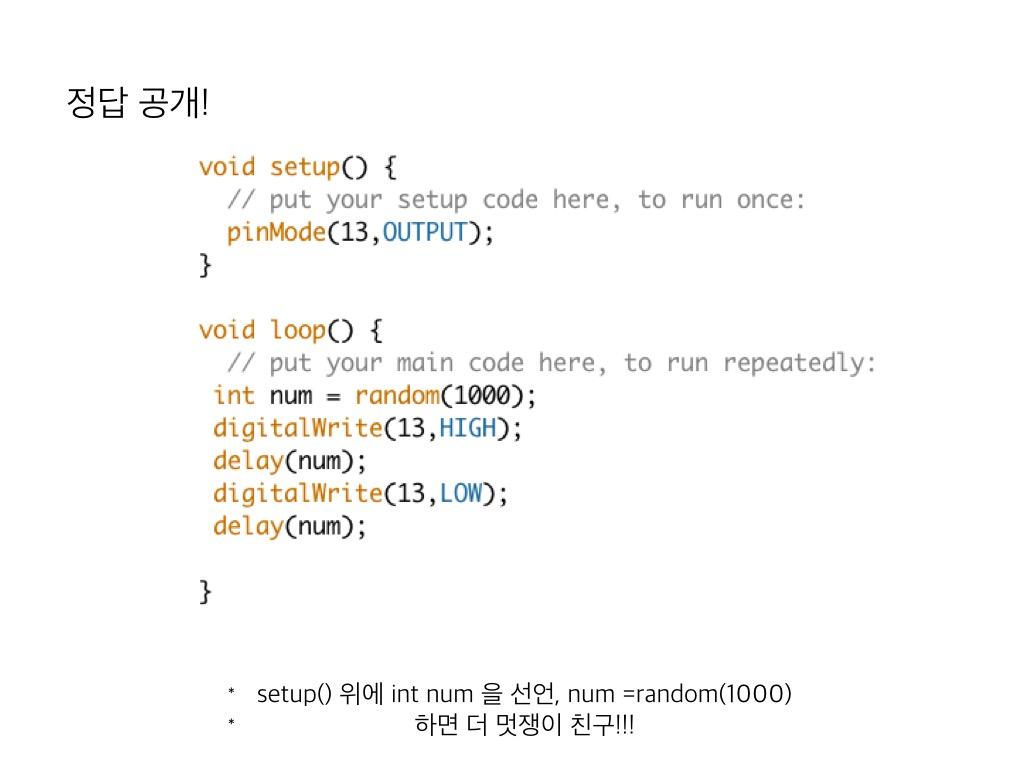 정답 공개!
void setup() {
  // put your setup code here, to run once:
  pinMode(13,OUTPUT);
}
void loop() {
  // put your main code here, to run repeatedly:
 int num = random(1000);
 digitalWrite(13,HIGH);
 delay(num);
 digitalWrite(13,LOW);
 delay(num);
}
* setup() 위에 int num 을 선언, num =random(1000)
* 하면 더 멋쟁이 친구!!!